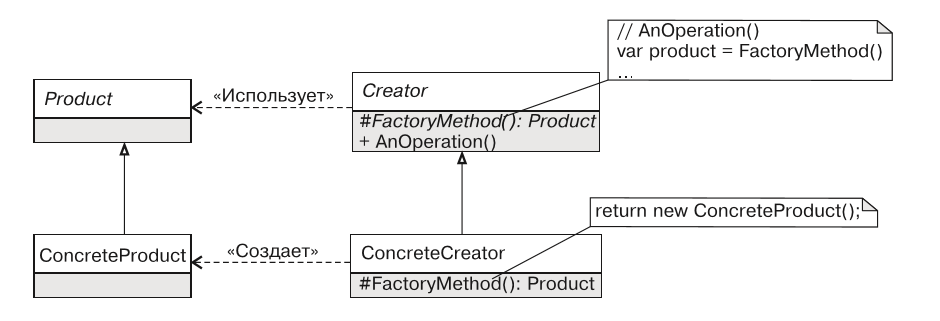 // AnOperation()
var product = FactoryMethod()
...
Product
«Использует»
Creator
#FactoryMethod(): Product
+ AnOperation()
return new ConcreteProduct();
ConcreteProduct
«Создает»
ConcreteCreator
#FactoryMethod(): Product